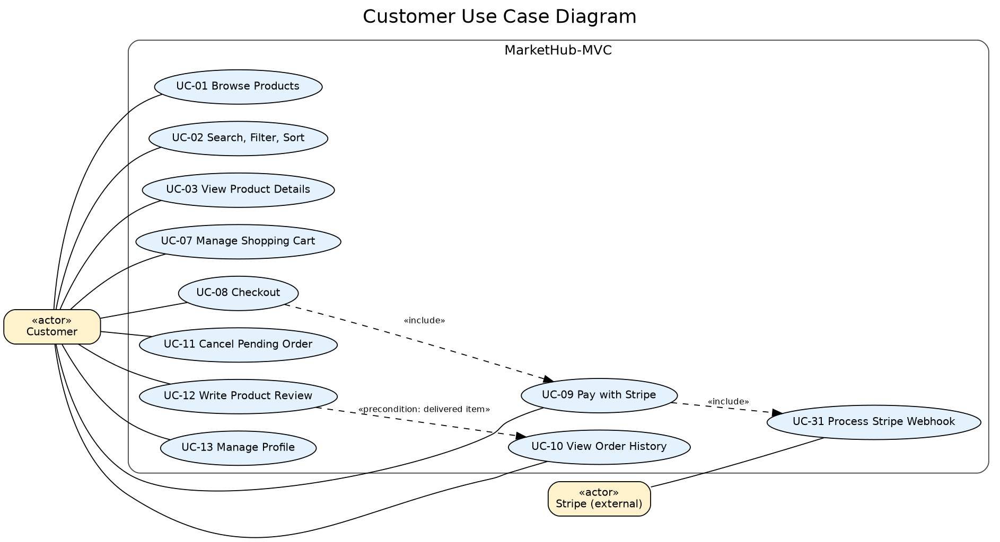 Customer Use Case Diagram
MarketHub-MVC
UC-01 Browse Products
UC-02 Search, Filter, Sort
UC-03 View Product Details
UC-07 Manage Shopping Cart
UC-08 Checkout
«actor»
Customer
«include»
UC-11 Cancel Pending Order
UC-12 Write Product Review
UC-09 Pay with Stripe
«include»
«precondition: delivered item»
UC-31 Process Stripe Webhook
UC-13 Manage Profile
UC-10 View Order History
«actor»
Stripe (external)